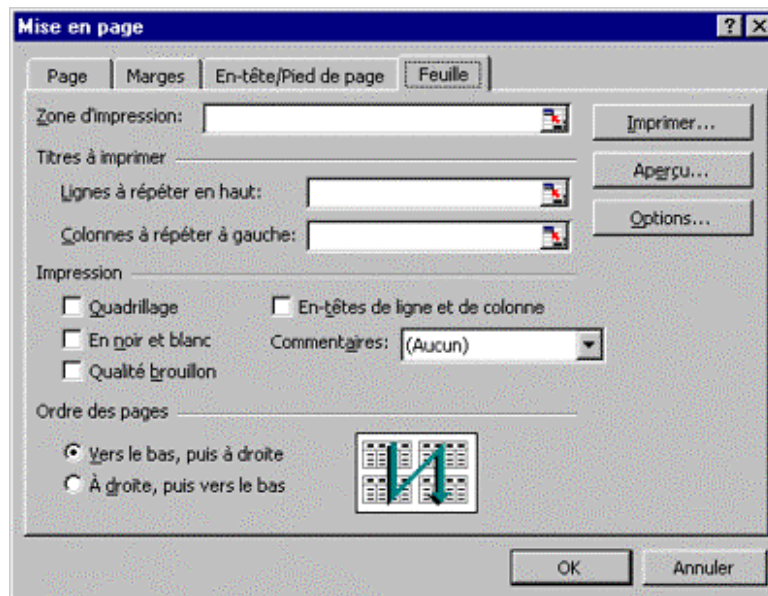 Mise en page
Page Marges En-tête/Pied de page Feuille
Zone d'impression: Imprimer...
Titres à imprimer Aperçu...
Lignes à répéter en haut:
Colonnes à répéter à gauche: Options...
Impression
Quadrillage En-têtes de ligne et de colonne
En noir et blanc Commentaires: (Aucun)
Qualité brouillon
Ordre des pages
Vers le bas, puis à droite
À droite, puis vers le bas
OK Annuler